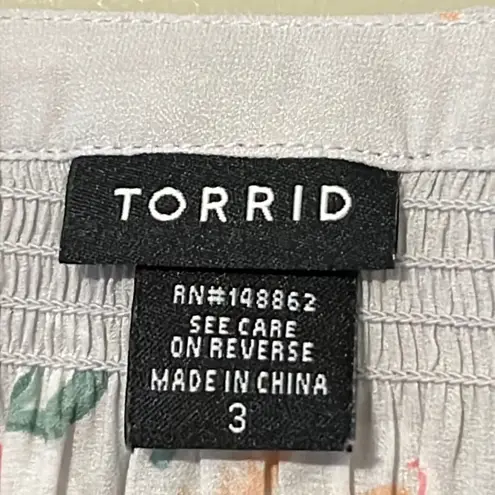 TORRID
RN#148862
SEE CARE
ON REVERSE
MADE IN CHINA
3